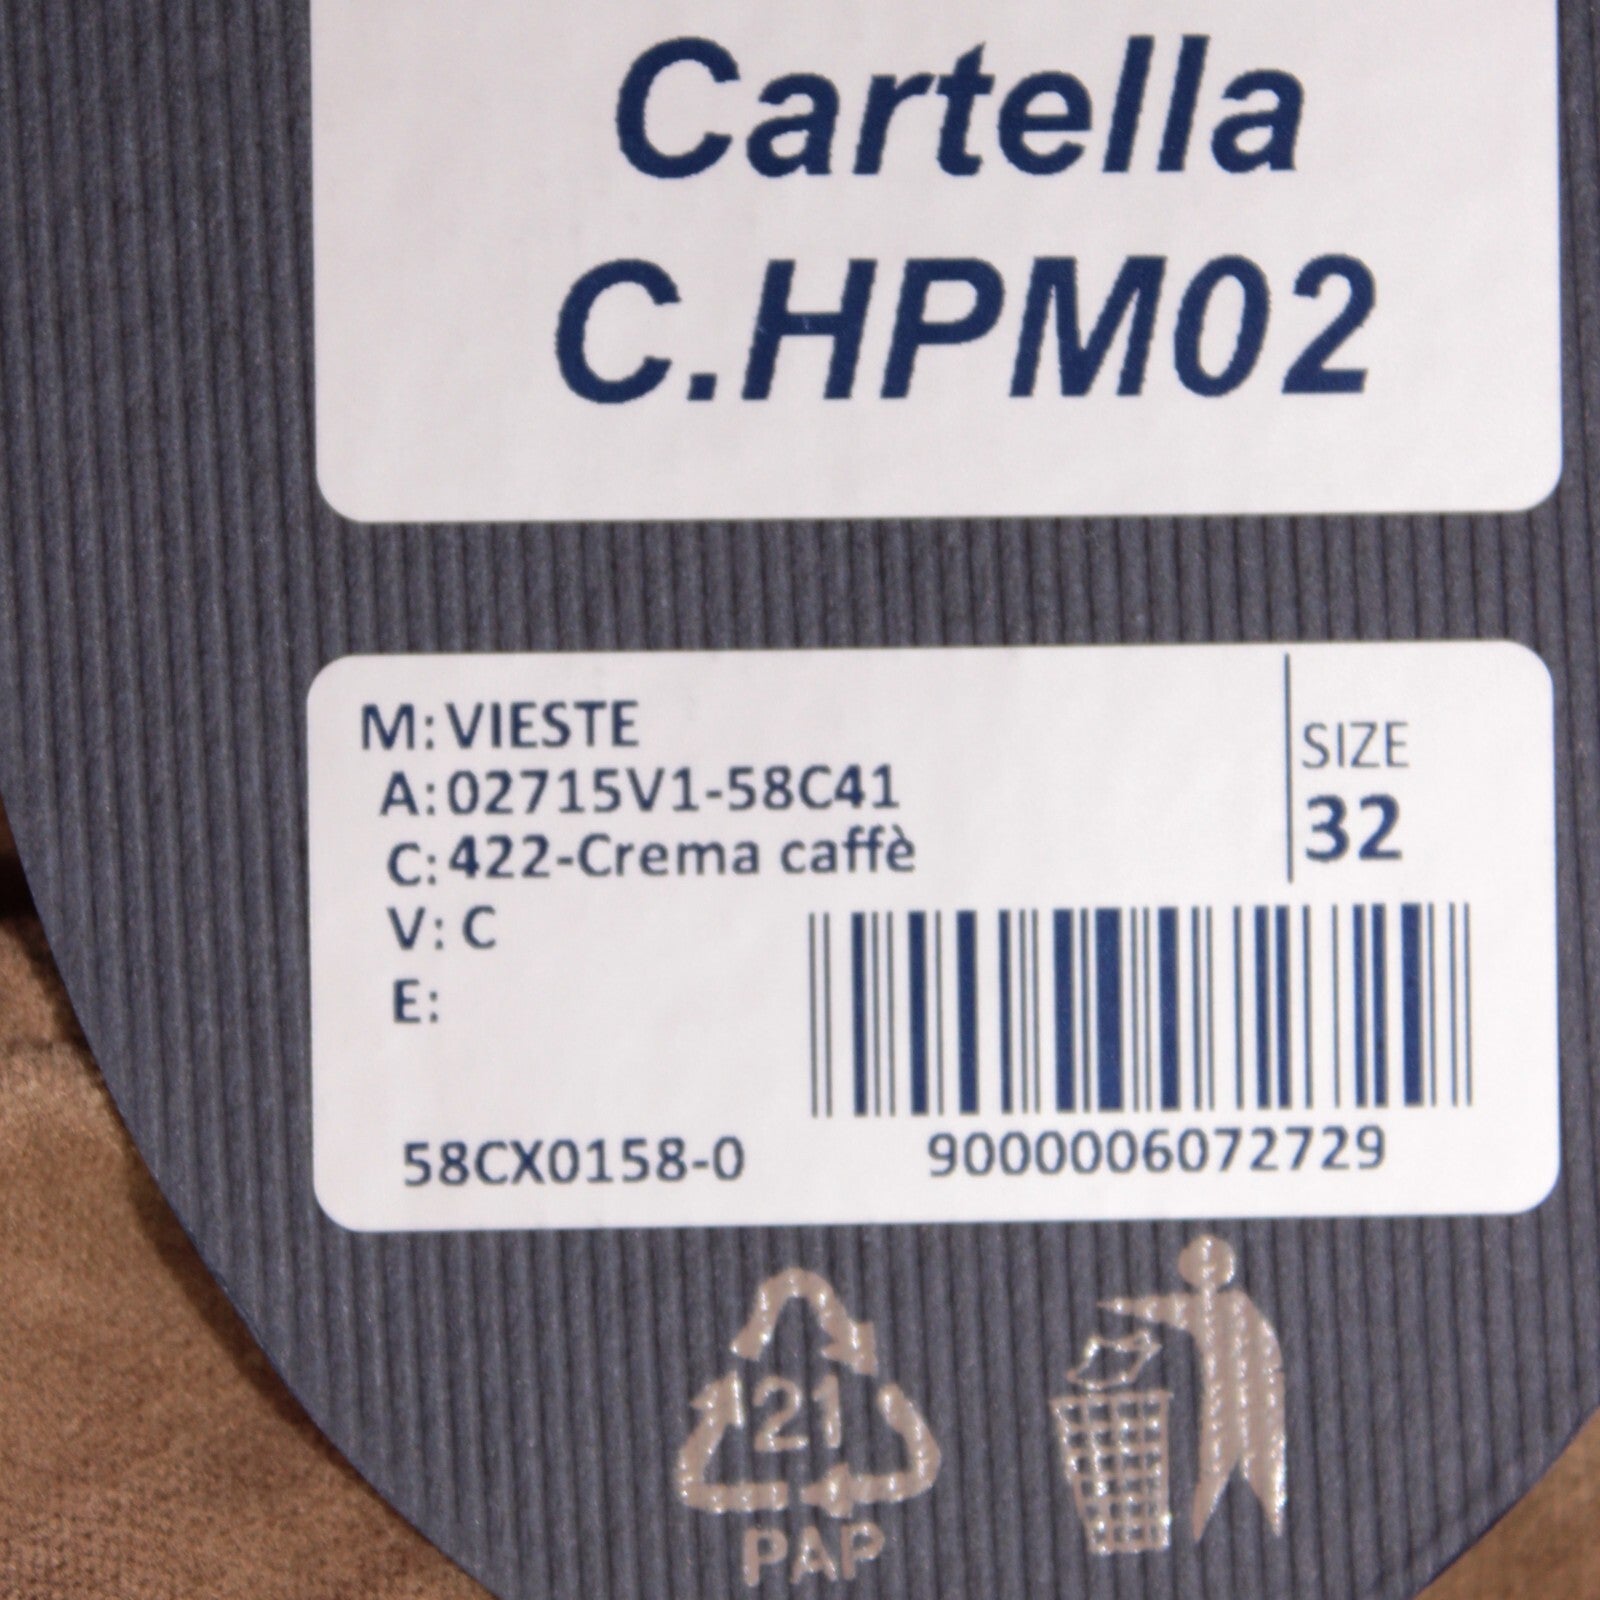 Cartella
C.HPM02
M: VIESTE
A: 02715V1-58C41
C: 422-Crema caffè
V: C
E:
SIZE
32
58CX0158-0
9000006072729
21
PAP